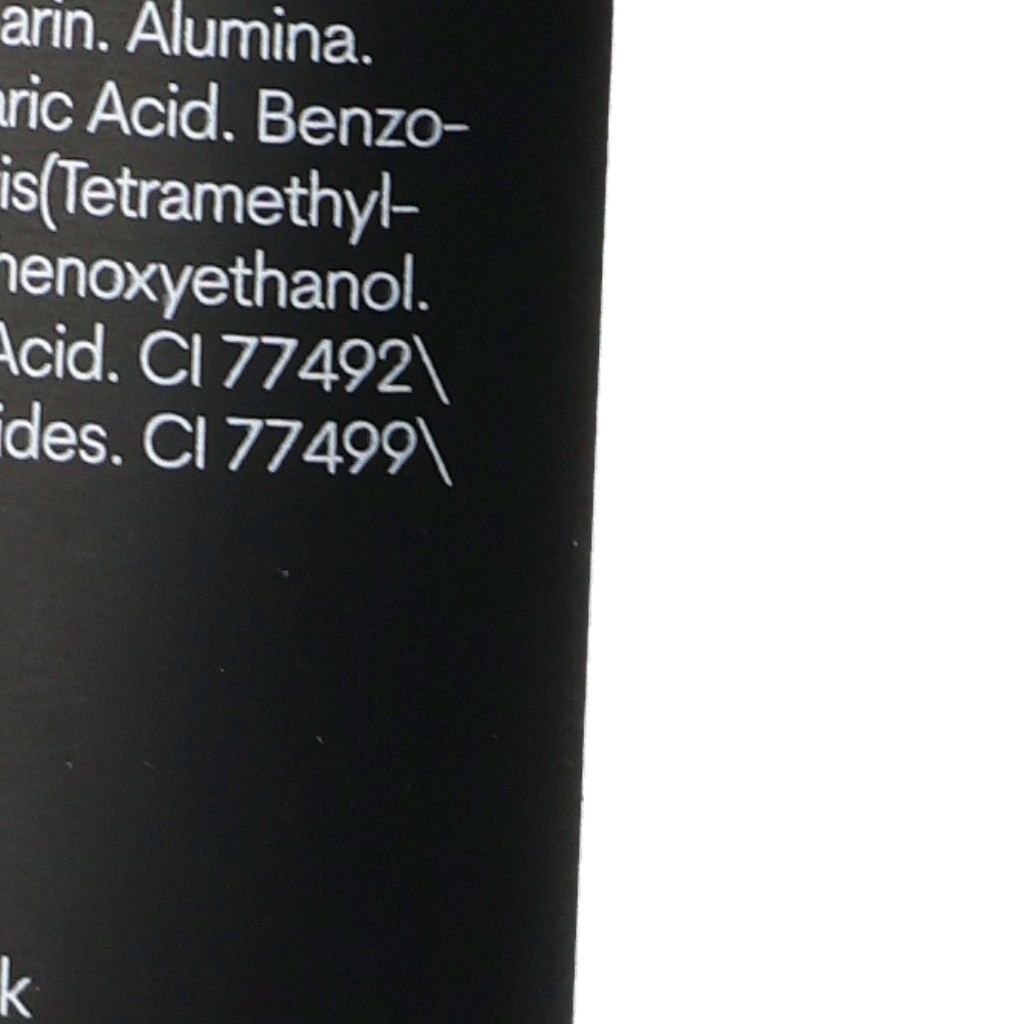 arin. Alumina.
aric Acid. Benzo-
is(Tetramethyl-
henoxyethanol.
Acid. CI 77492\
ides. CI 77499\
k